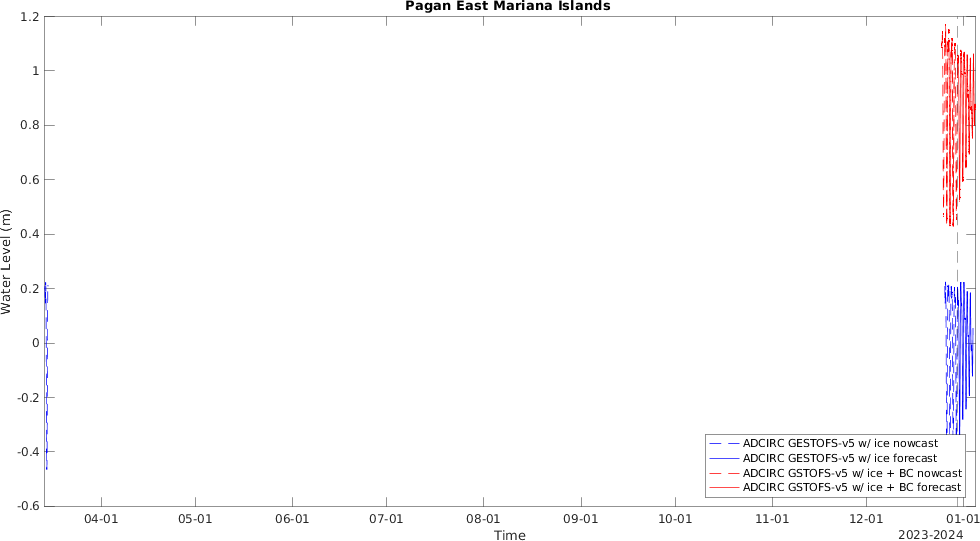 Pagan East Mariana Islands
1.2
1
0.8
0.6
0.4
0.2
0
-0.2
-0.4
-0.6
Water Level (m)
ADCIRC GESTOFS-v5 w/ ice nowcast
ADCIRC GESTOFS-v5 w/ ice forecast
ADCIRC GSTOFS-v5 w/ ice + BC nowcast
ADCIRC GSTOFS-v5 w/ ice + BC forecast
04-01 05-01 06-01 07-01 08-01 09-01 10-01 11-01 12-01 01-01
Time
2023-2024